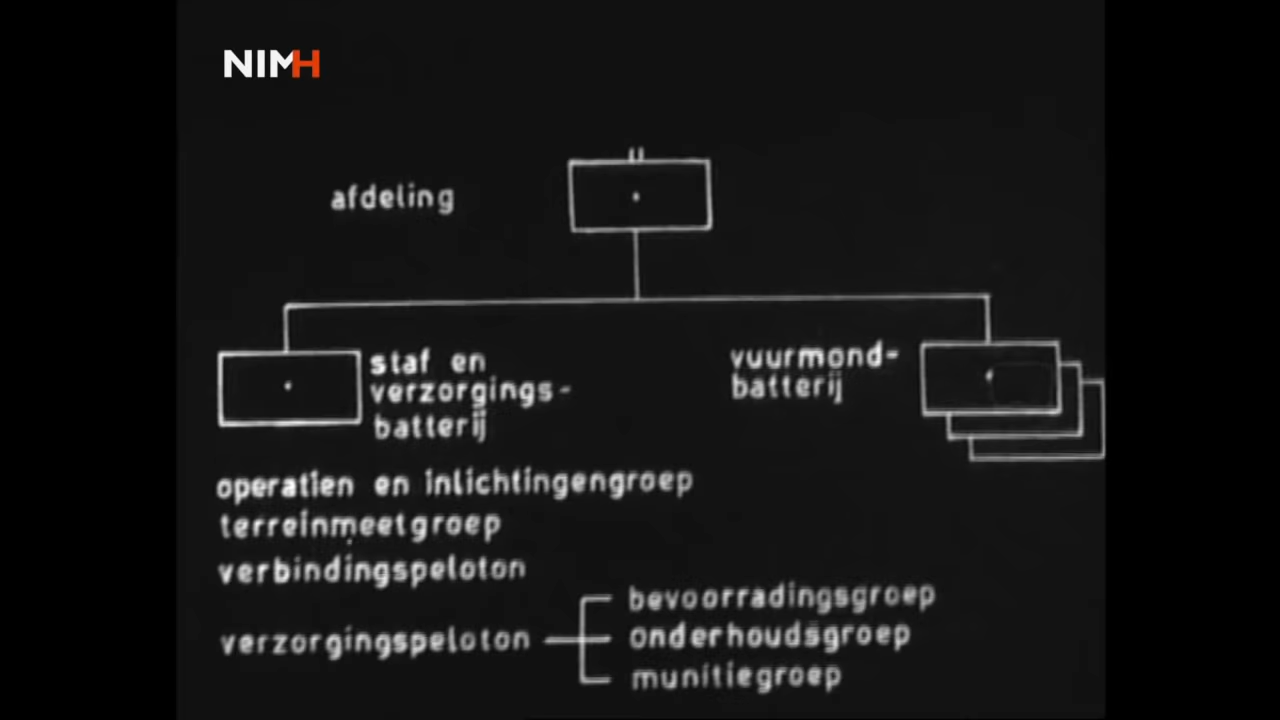 NIMH
afdeling
staf en
verzorgings-
batterij
vuurmond-
batterij
operatien en inlichtingengroep
terreinmeetgroep
verbindingspeloton
verzorgingspeloton
bevoorradingsgroep
onderhoudsgroep
munitiegroep